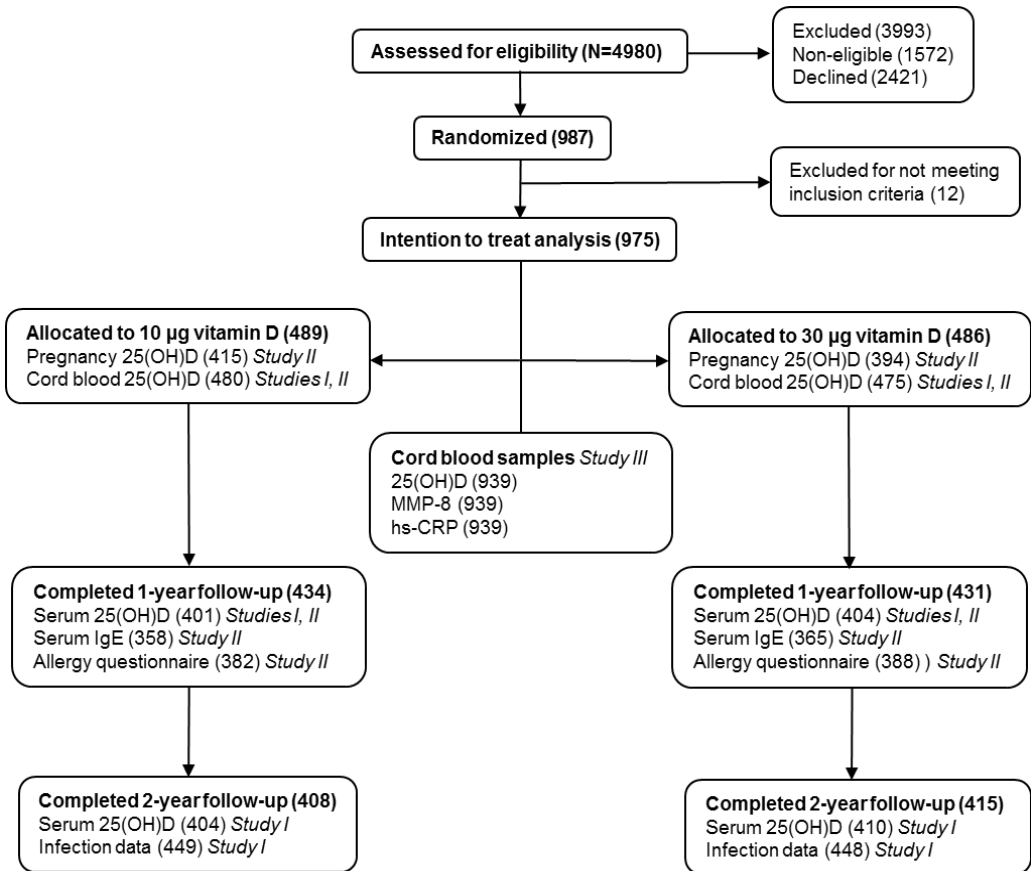 Assessed for eligibility (N=4980)
Excluded (3993)
Non-eligible (1572)
Declined (2421)
Randomized (987)
Excluded for not meeting
inclusion criteria (12)
Intention to treat analysis (975)
Allocated to 10 µg vitamin D (489)
Pregnancy 25(OH)D (415) Study II
Cord blood 25(OH)D (480) Studies I, II
Allocated to 30 µg vitamin D (486)
Pregnancy 25(OH)D (394) Study II
Cord blood 25(OH)D (475) Studies I, II
Cord blood samples Study III
25(OH)D (939)
MMP-8 (939)
hs-CRP (939)
Completed 1-year follow-up (434)
Serum 25(OH)D (401) Studies I, II
Serum IgE (358) Study II
Allergy questionnaire (382) Study II
Completed 1-year follow-up (431)
Serum 25(OH)D (404) Studies I, II
Serum IgE (365) Study II
Allergy questionnaire (388) ) Study II
Completed 2-year follow-up (408)
Serum 25(OH)D (404) Study I
Infection data (449) Study I
Completed 2-year follow-up (415)
Serum 25(OH)D (410) Study I
Infection data (448) Study I